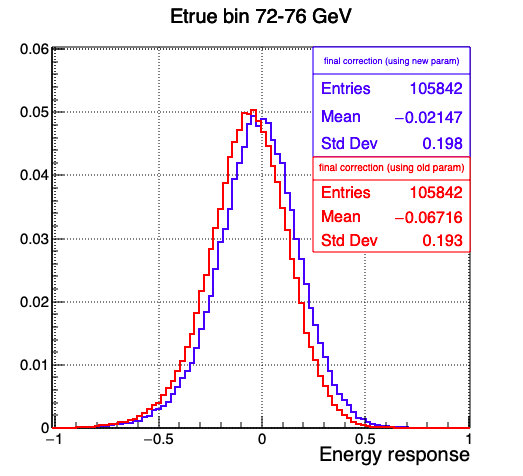 Etrue bin 72-76 GeV
0.06
0.05
0.04
0.03
0.02
0.01
0
−1
−0.5
0
0.5
1
Energy response
final correction (using new param)
Entries 105842
Mean −0.02147
Std Dev 0.198
final correction (using old param)
Entries 105842
Mean −0.06716
Std Dev 0.193